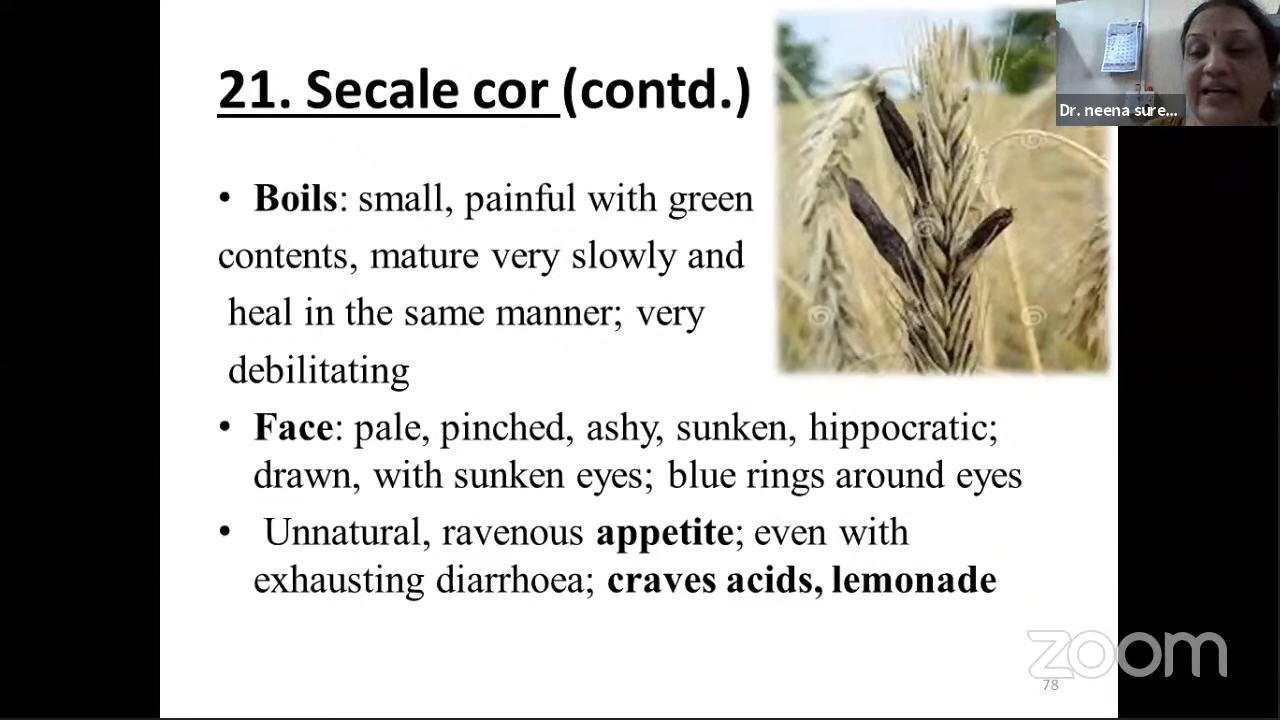 21. Secale cor (contd.)
Dr. neena sure...
• Boils: small, painful with green
contents, mature very slowly and
heal in the same manner; very
debilitating
• Face: pale, pinched, ashy, sunken, hippocratic;
drawn, with sunken eyes; blue rings around eyes
• Unnatural, ravenous appetite; even with
exhausting diarrhoea; craves acids, lemonade
zoom
78